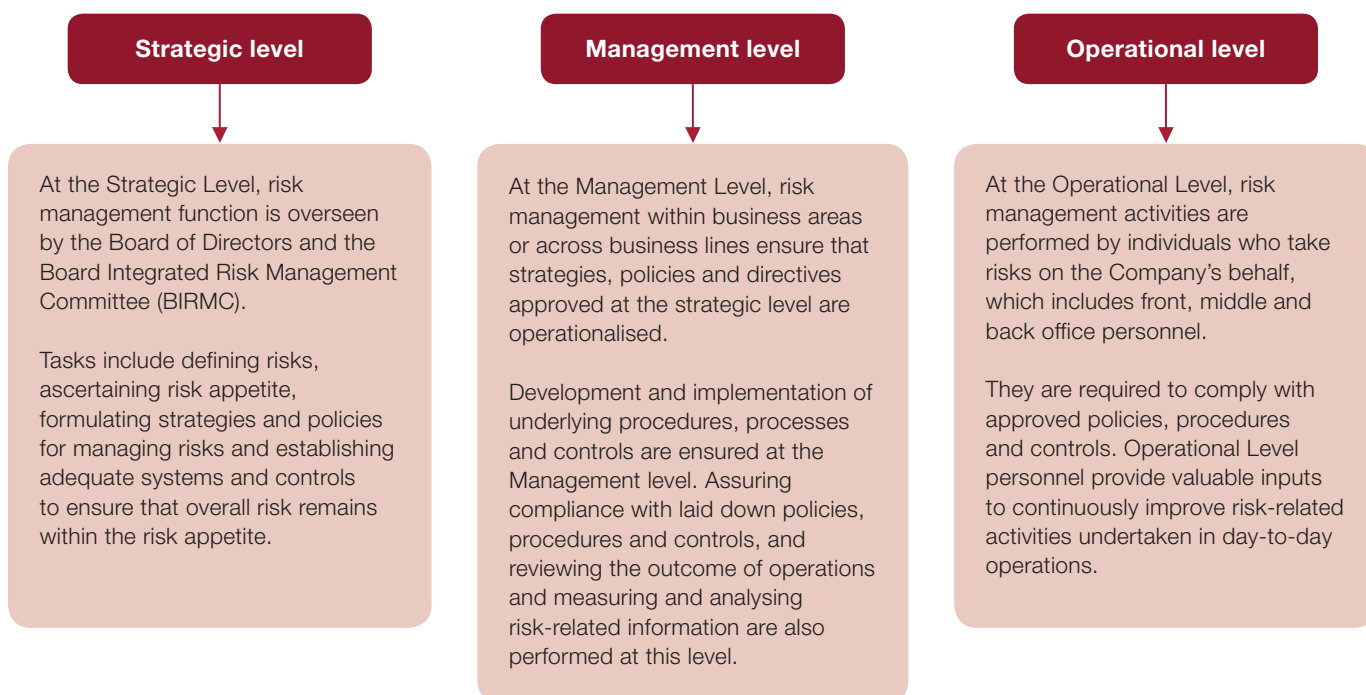 Strategic level
At the Strategic Level, risk
management function is overseen
by the Board of Directors and the
Board Integrated Risk Management
Committee (BIRMC).
Tasks include defining risks,
ascertaining risk appetite,
formulating strategies and policies
for managing risks and establishing
adequate systems and controls
to ensure that overall risk remains
within the risk appetite.
Management level
At the Management Level, risk
management within business areas
or across business lines ensure that
strategies, policies and directives
approved at the strategic level are
operationalised.
Development and implementation of
underlying procedures, processes
and controls are ensured at the
Management level. Assuring
compliance with laid down policies,
procedures and controls, and
reviewing the outcome of operations
and measuring and analysing
risk-related information are also
performed at this level.
Operational level
At the Operational Level, risk
management activities are
performed by individuals who take
risks on the Company’s behalf,
which includes front, middle and
back office personnel.
They are required to comply with
approved policies, procedures
and controls. Operational Level
personnel provide valuable inputs
to continuously improve risk-related
activities undertaken in day-to-day
operations.